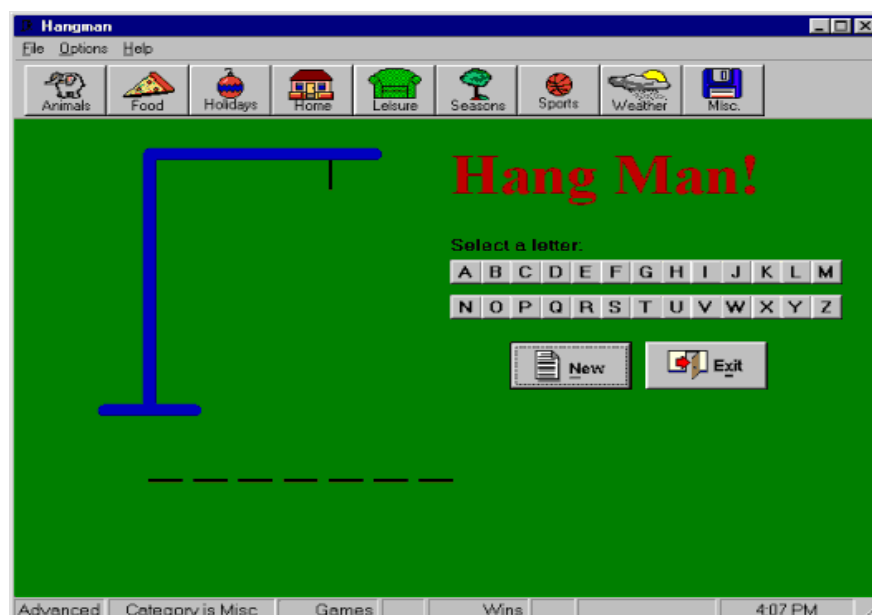 Hangman
File Options Help
Animals Food Holidays Home Leisure Seasons Sports Weather Misc.
Hang Man!
Select a letter:
A B C D E F G H I J K L M
N O P Q R S T U V W X Y Z
New Exit
Advanced Category is Misc Games Wins 4:07 PM